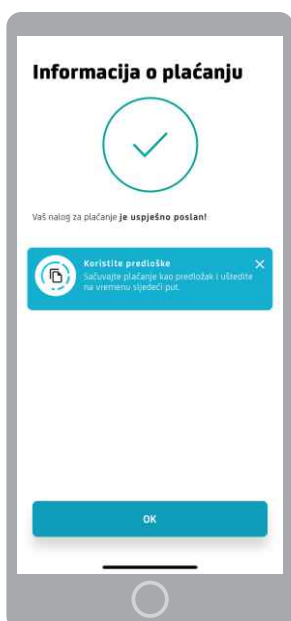 Informacija o plaćanju
Vaš nalog za plaćanje je uspješno poslan!
Koristite predloške
Sačuvajte plaćanje kao predložak i uštedite
na vremenu sljedeći put.
OK